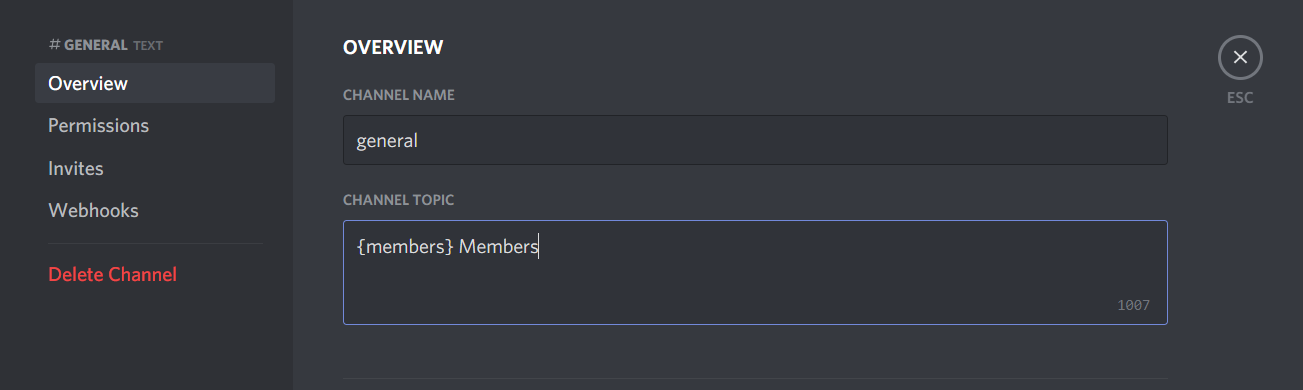 # GENERAL TEXT
Overview
Permissions
Invites
Webhooks
Delete Channel
OVERVIEW
CHANNEL NAME
general
CHANNEL TOPIC
{members} Members
1007
ESC